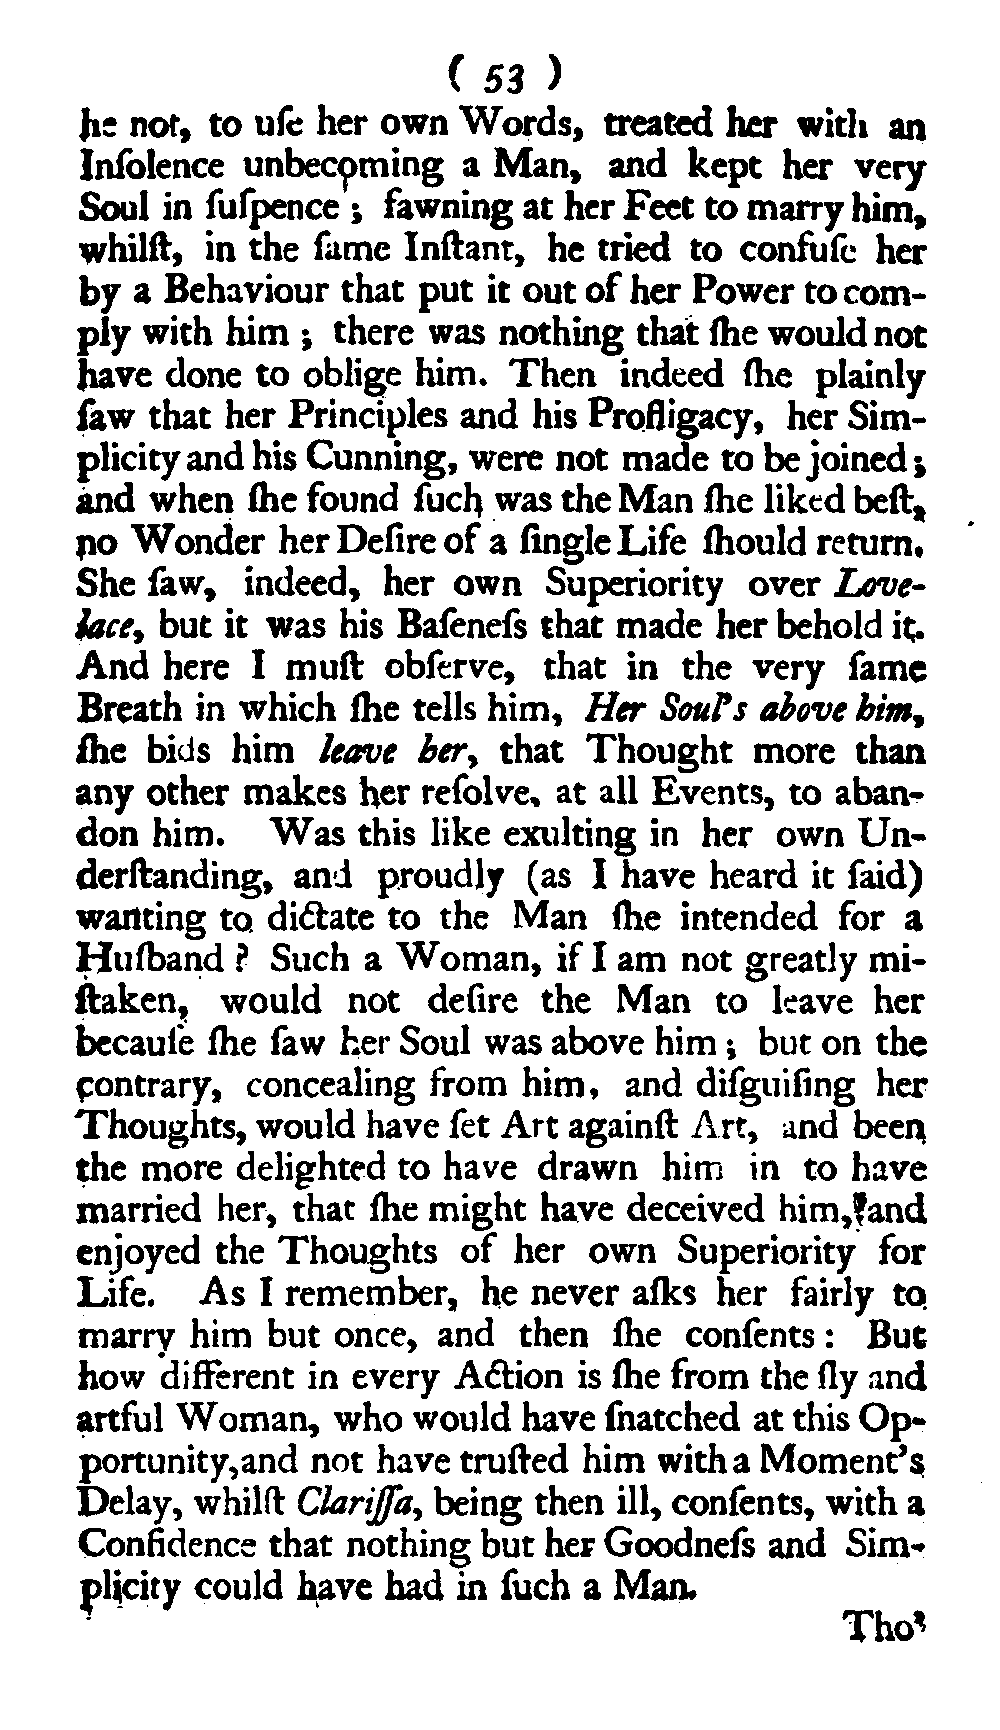 ( 53 )
he not, to uſe her own Words, treated her with an
Inſolence unbecoming a Man, and kept her very
Soul in ſuſpence ; fawning at her Feet to marry him,
whilſt, in the ſame Inſtant, he tried to confuſe her
by a Behaviour that put it out of her Power to com-
ply with him ; there was nothing that ſhe would not
have done to oblige him. Then indeed ſhe plainly
ſaw that her Principles and his Profligacy, her Sim-
plicity and his Cunning, were not made to be joined ;
and when ſhe found ſuch was the Man ſhe liked beſt,
no Wonder her Deſire of a ſingle Life ſhould return.
She ſaw, indeed, her own Superiority over Love-
lace, but it was his Baſeneſs that made her behold it.
And here I muſt obſerve, that in the very ſame
Breath in which ſhe tells him, Her Soul's above him,
ſhe bids him leave her, that Thought more than
any other makes her reſolve, at all Events, to aban-
don him. Was this like exulting in her own Un-
derſtanding, and proudly (as I have heard it ſaid)
wanting to dictate to the Man ſhe intended for a
Huſband ? Such a Woman, if I am not greatly mi-
ſtaken, would not deſire the Man to leave her
becauſe ſhe ſaw her Soul was above him ; but on the
contrary, concealing from him, and diſguiſing her
Thoughts, would have ſet Art againſt Art, and been
the more delighted to have drawn him in to have
married her, that ſhe might have deceived him, and
enjoyed the Thoughts of her own Superiority for
Life. As I remember, he never aſks her fairly to
marry him but once, and then ſhe conſents : But
how different in every Action is ſhe from the ſly and
artful Woman, who would have ſnatched at this Op-
portunity, and not have truſted him with a Moment's
Delay, whilſt Clariſſa, being then ill, conſents, with a
Confidence that nothing but her Goodneſs and Sim-
plicity could have had in ſuch a Man.
Tho'